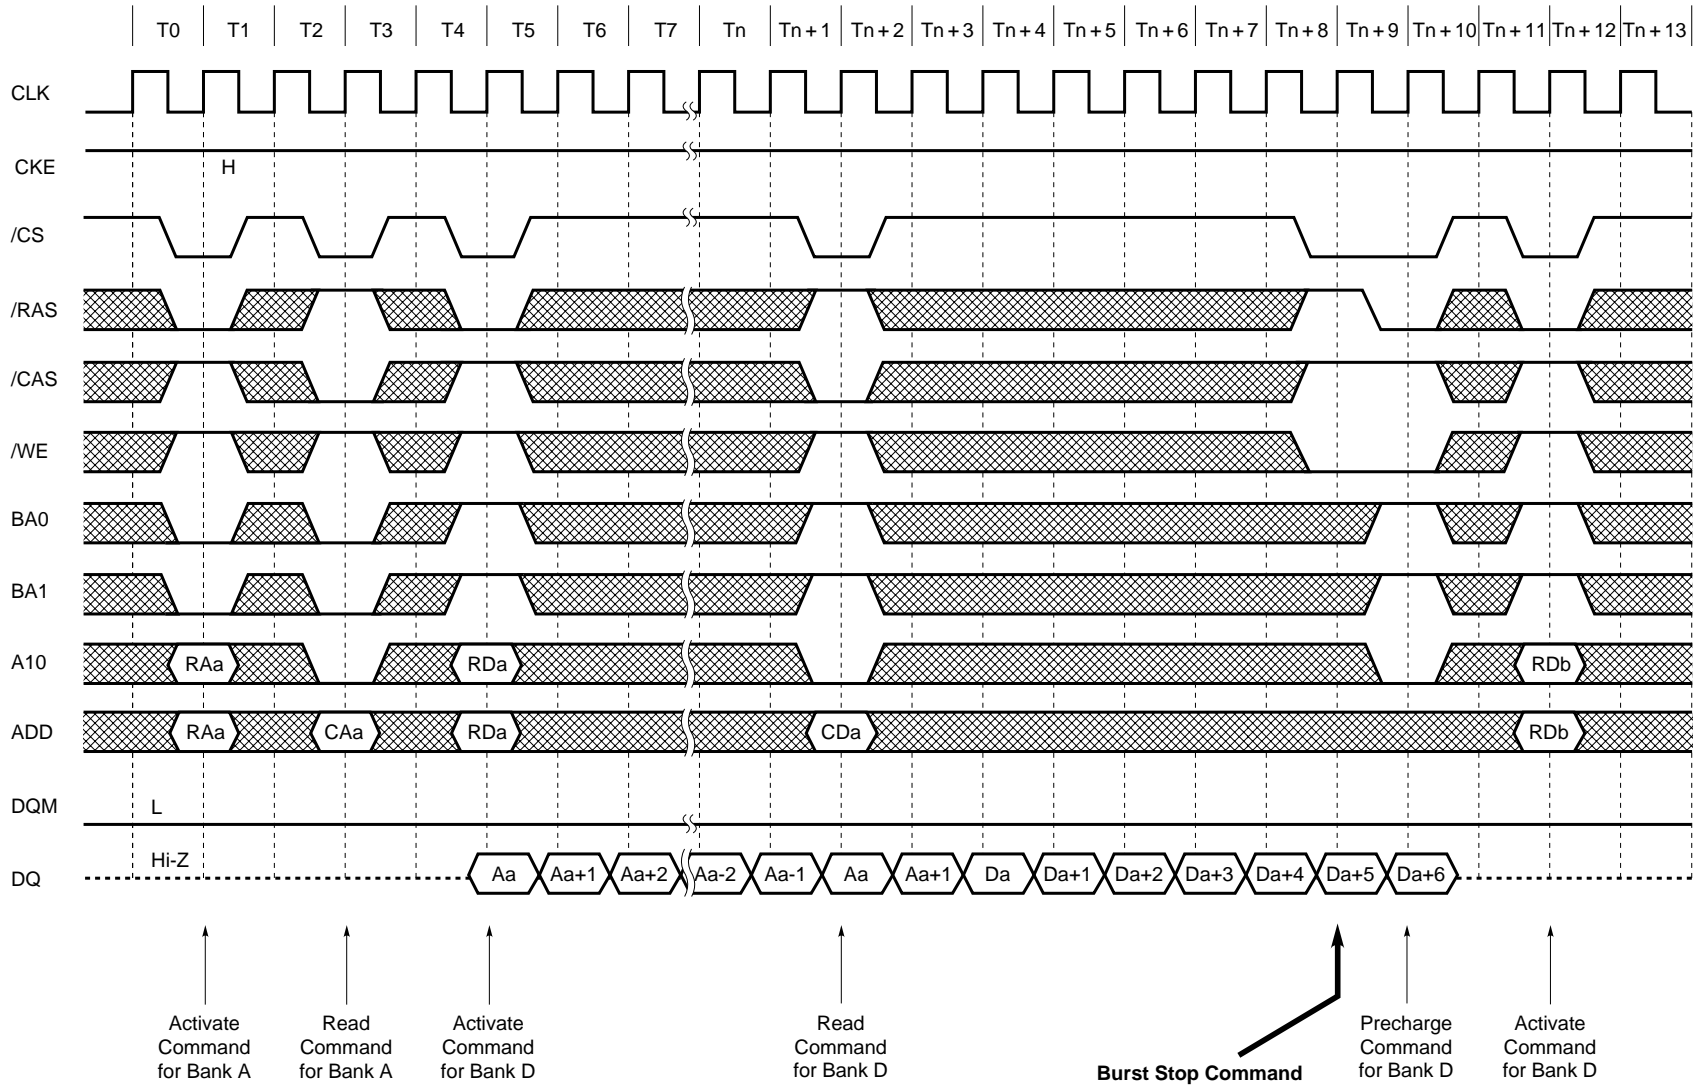 T0 T1 T2 T3 T4 T5 T6 T7 Tn Tn + 1 Tn + 2 Tn + 3 Tn + 4 Tn + 5 Tn + 6 Tn + 7 Tn + 8 Tn + 9 Tn + 10 Tn + 11 Tn + 12 Tn + 13
CLK
CKE H
/CS
/RAS
/CAS
/WE
BA0
BA1
A10 RAa RDa RDb
ADD RAa CAa RDa CDa RDb
DQM L
Hi-Z
DQ Aa Aa+1 Aa+2 Aa-2 Aa-1 Aa Aa+1 Da Da+1 Da+2 Da+3 Da+4 Da+5 Da+6
Activate
Command
for Bank A
Read
Command
for Bank A
Activate
Command
for Bank D
Read
Command
for Bank D
Burst Stop Command
Precharge
Command
for Bank D
Activate
Command
for Bank D